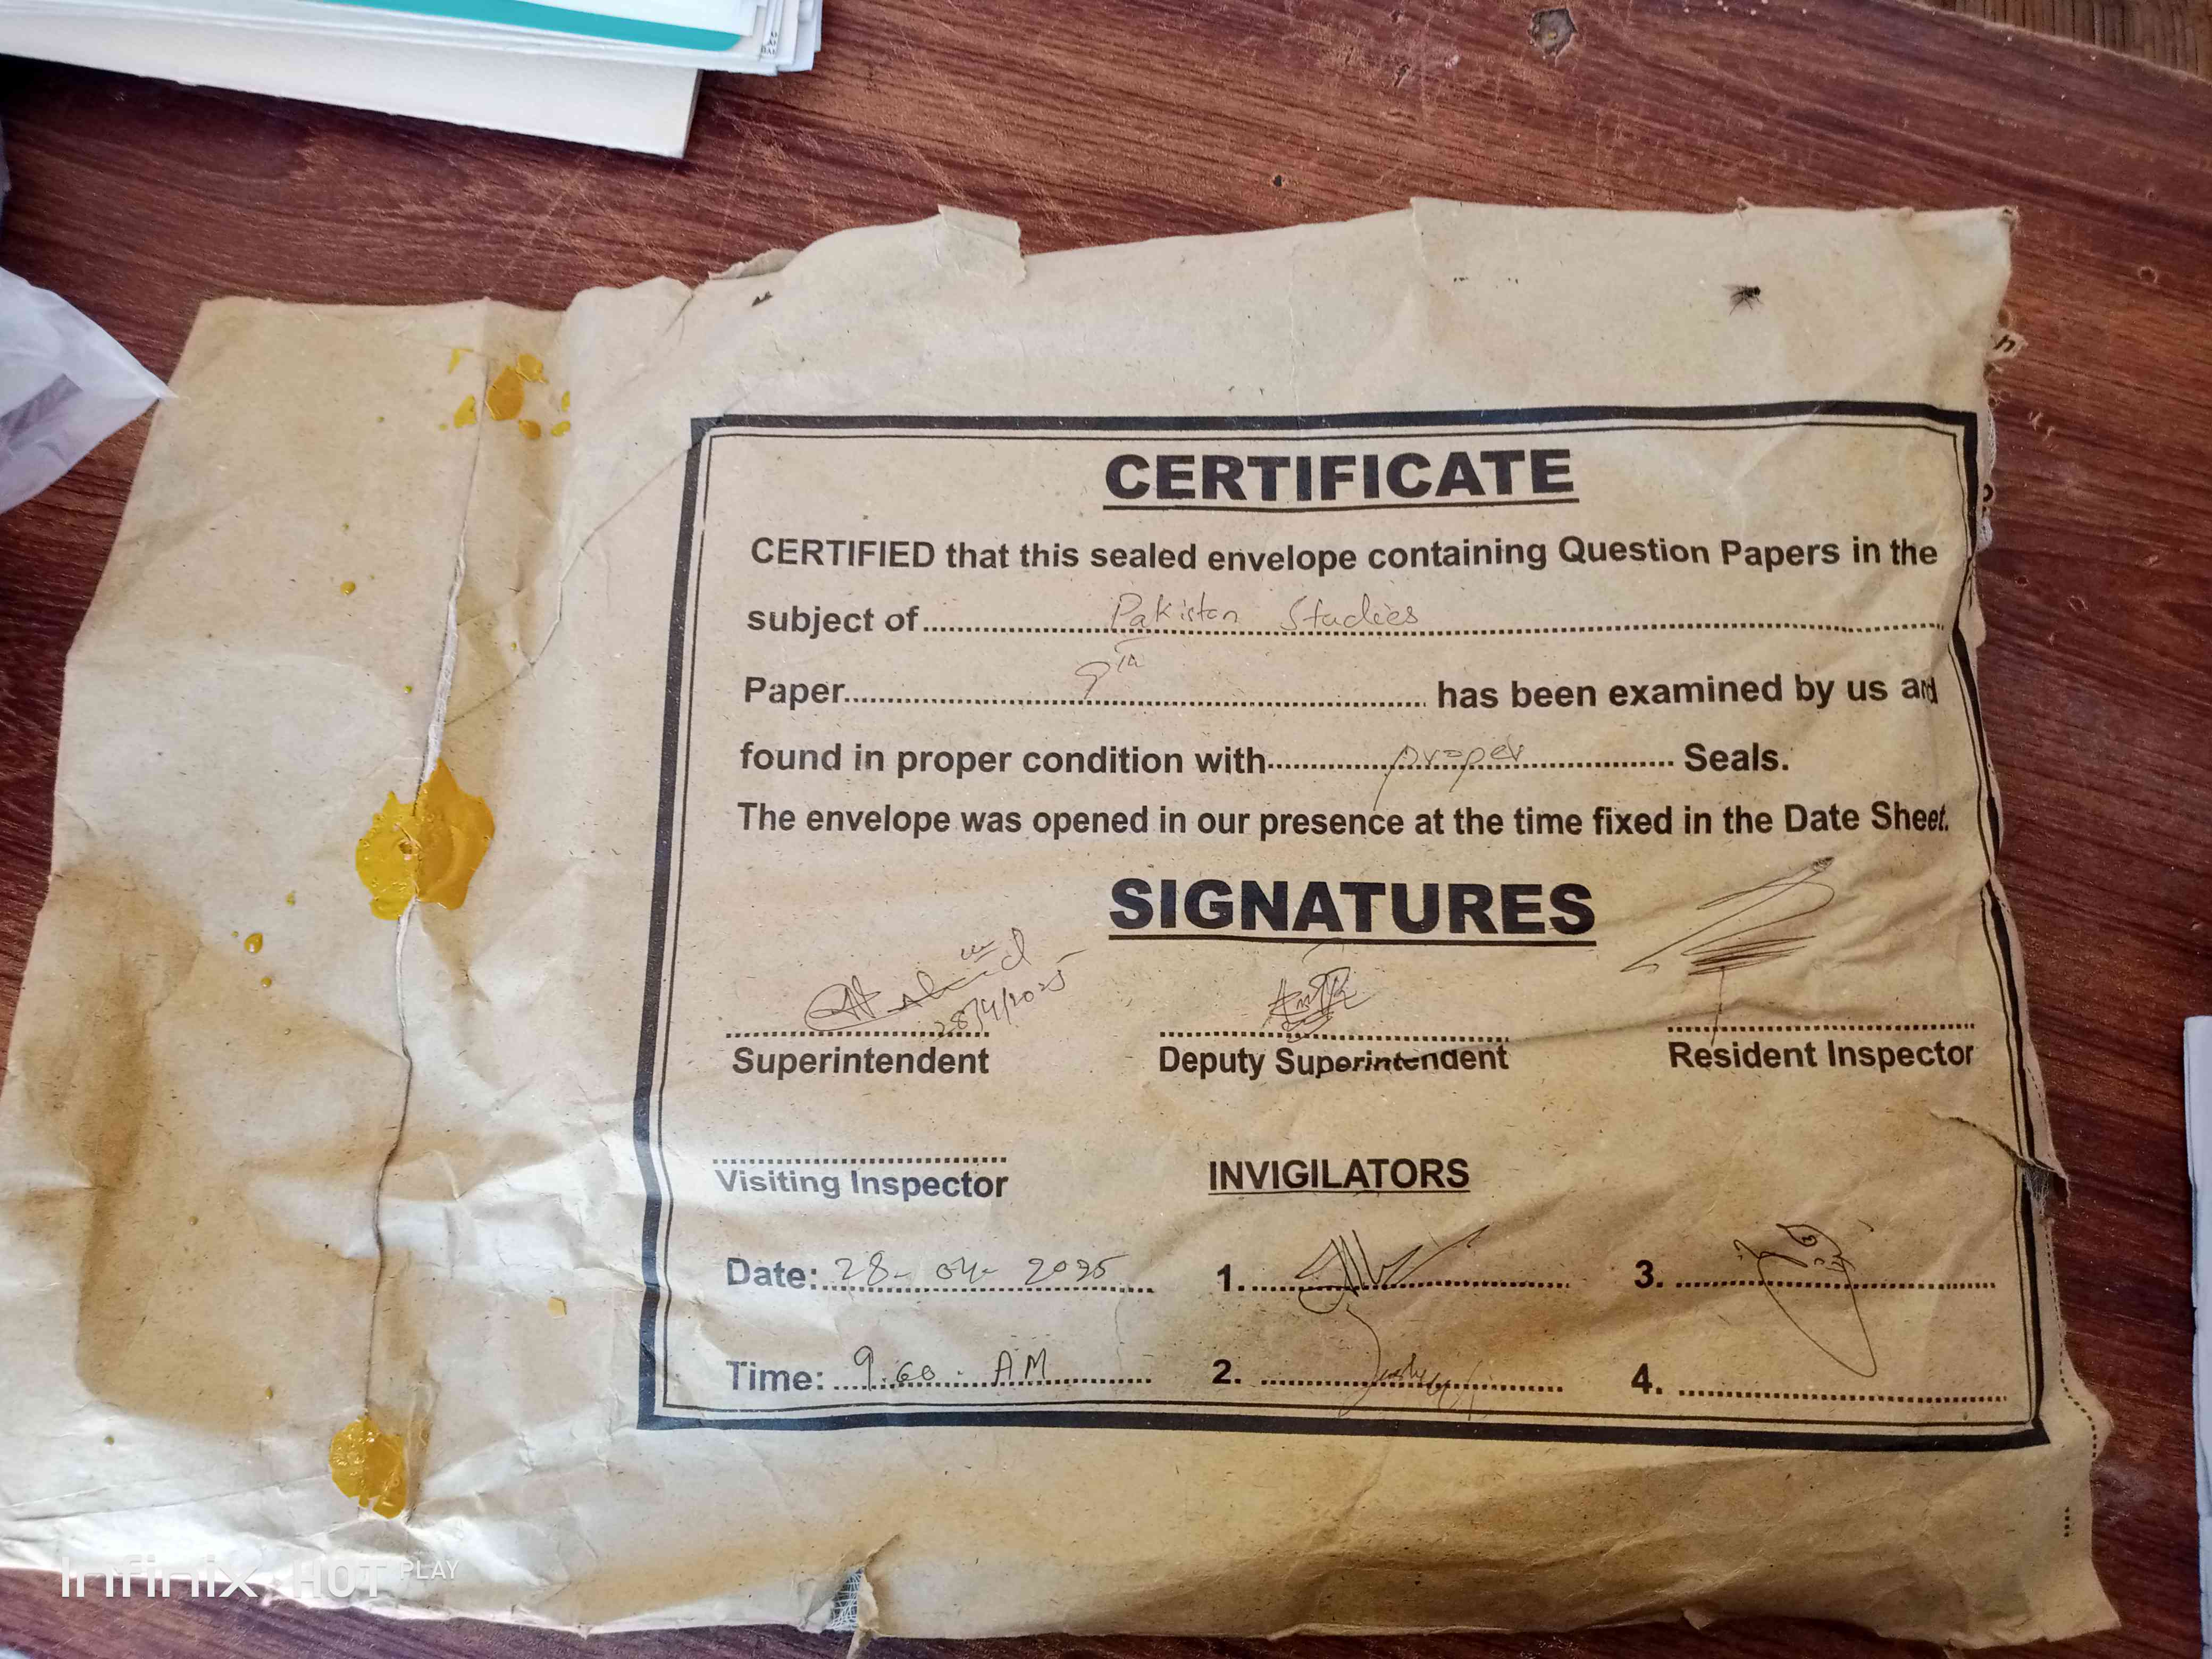 CERTIFICATE
CERTIFIED that this sealed envelope containing Question Papers in the
subject of Pakistan Studies
Paper 9th has been examined by us and
found in proper condition with proper Seals.
The envelope was opened in our presence at the time fixed in the Date Sheet.
SIGNATURES
28/4/2025
Superintendent
Deputy Superintendent
Resident Inspector
Visiting Inspector
INVIGILATORS
Date: 28-04-2025
1.
3.
Time: 9.00 AM
2.
4.
Infinix HOT PLAY